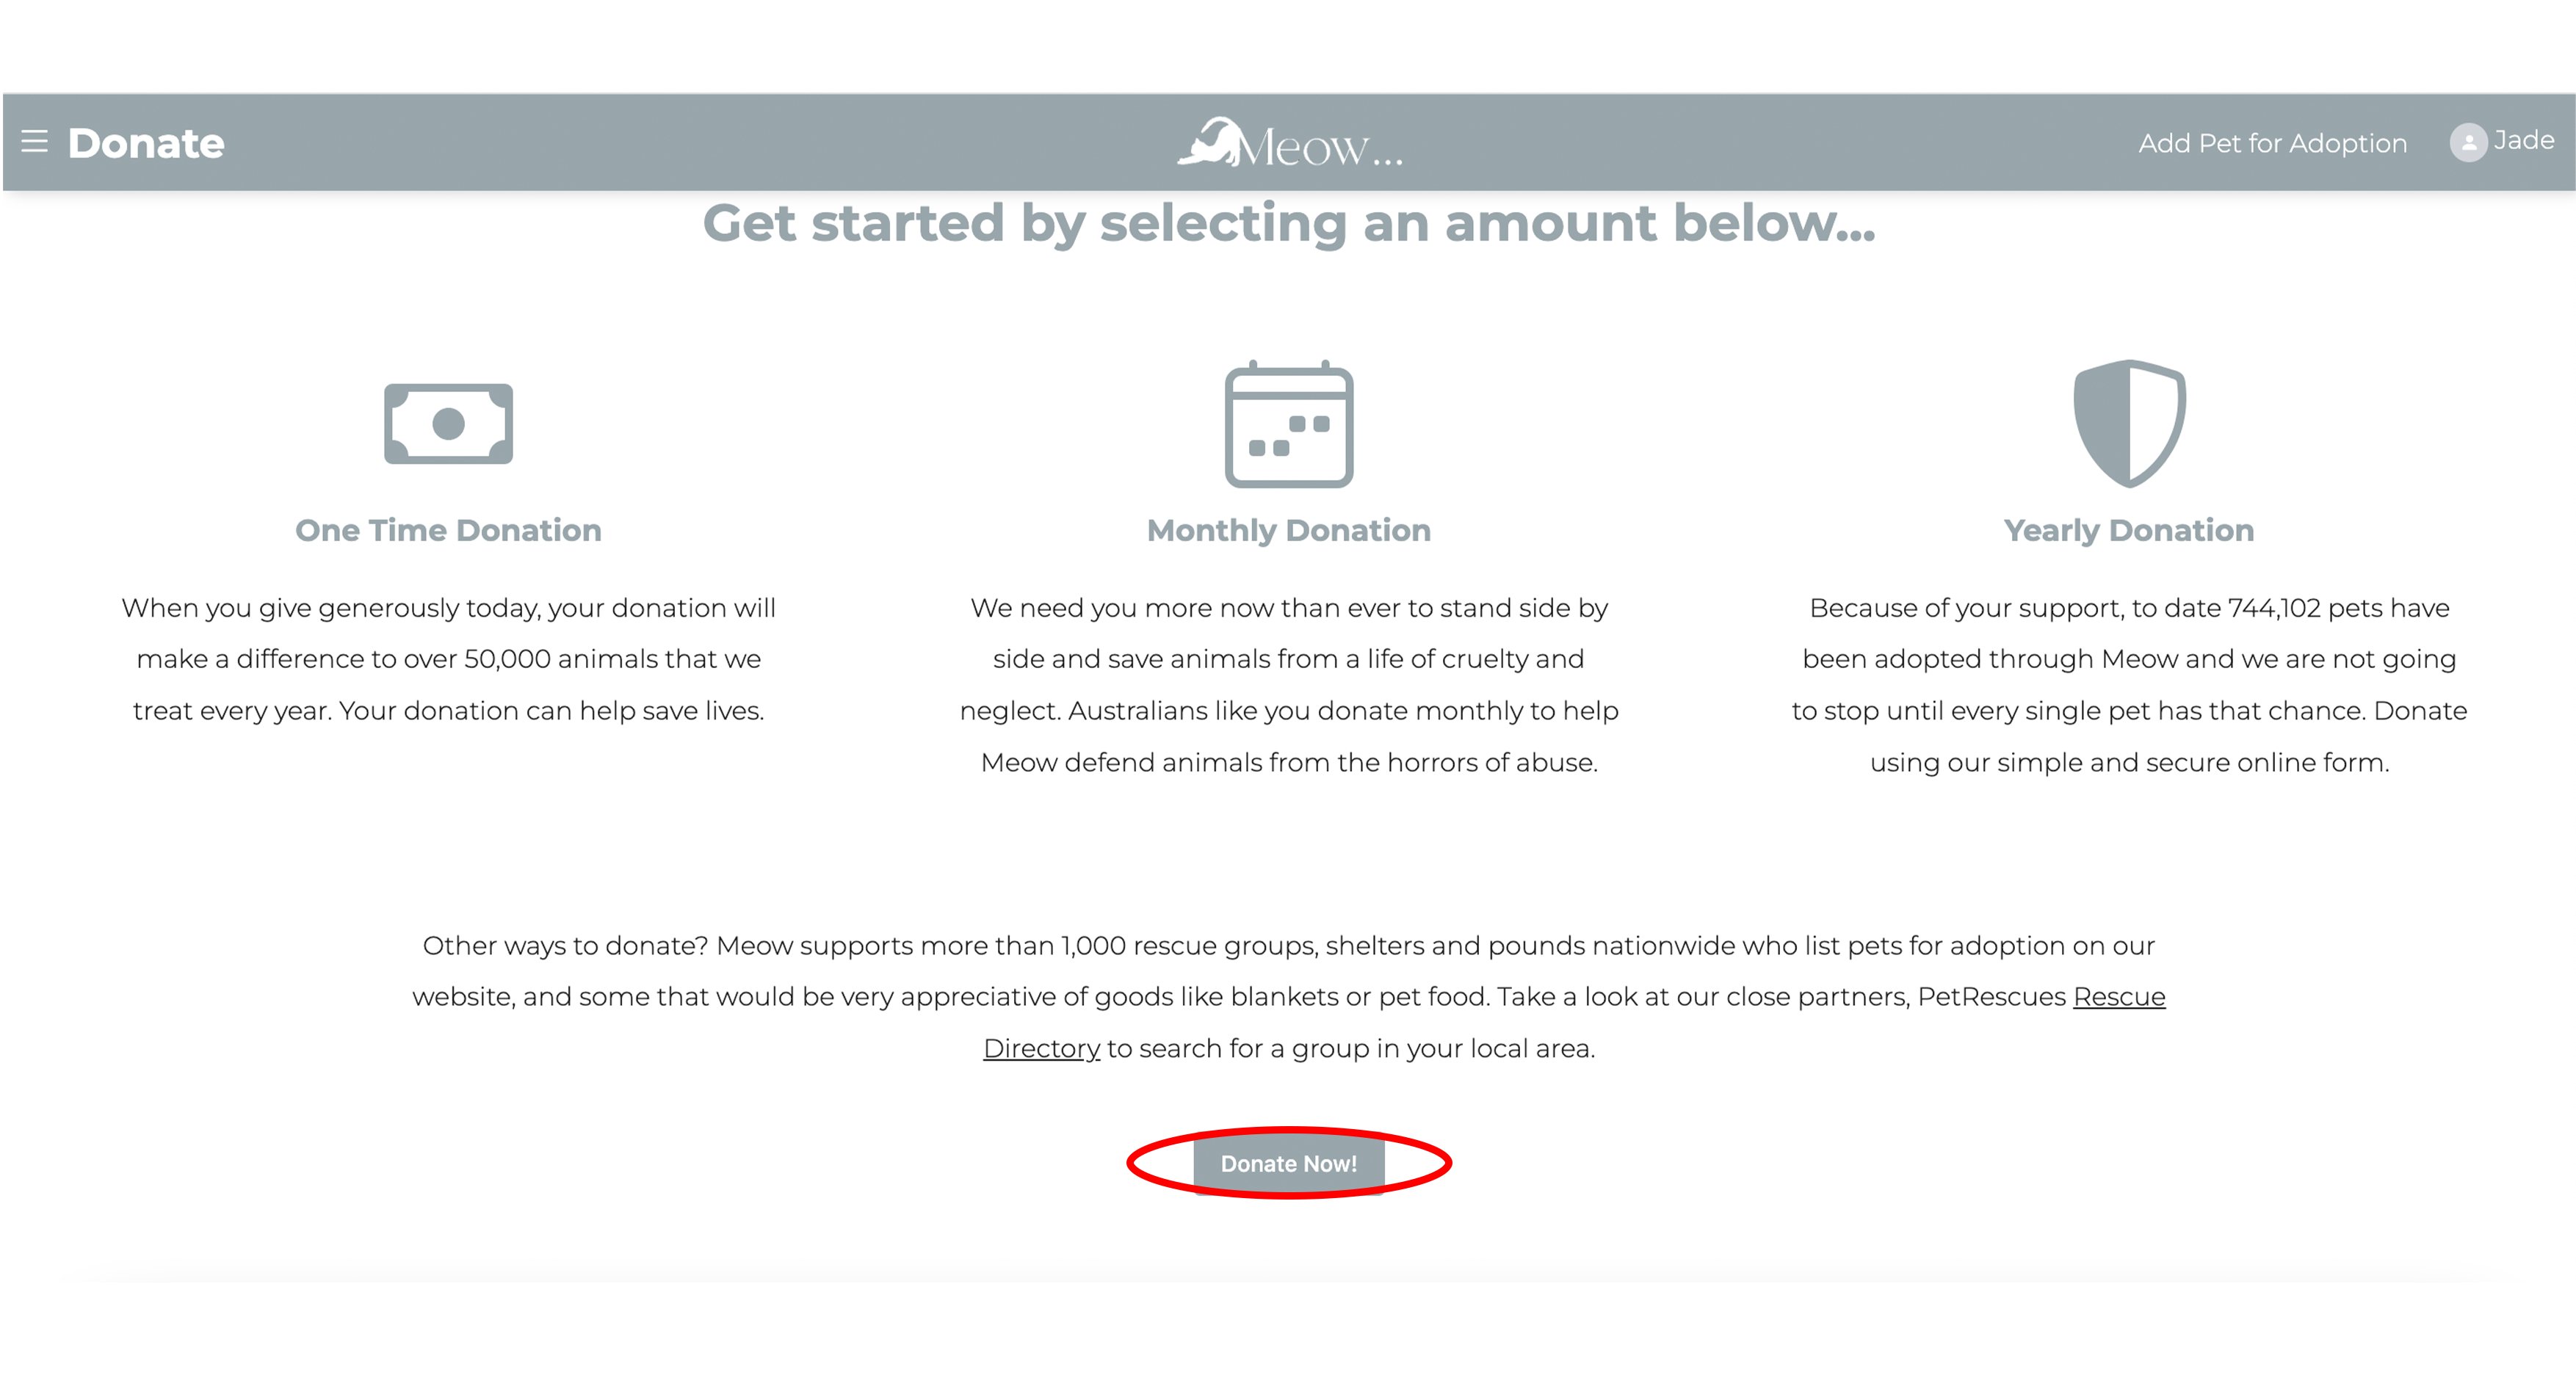 Donate
Meow...
Add Pet for Adoption
Jade
Get started by selecting an amount below...
One Time Donation
When you give generously today, your donation will
make a difference to over 50,000 animals that we
treat every year. Your donation can help save lives.
Monthly Donation
We need you more now than ever to stand side by
side and save animals from a life of cruelty and
neglect. Australians like you donate monthly to help
Meow defend animals from the horrors of abuse.
Yearly Donation
Because of your support, to date 744,102 pets have
been adopted through Meow and we are not going
to stop until every single pet has that chance. Donate
using our simple and secure online form.
Other ways to donate? Meow supports more than 1,000 rescue groups, shelters and pounds nationwide who list pets for adoption on our
website, and some that would be very appreciative of goods like blankets or pet food. Take a look at our close partners, PetRescues Rescue
Directory to search for a group in your local area.
Donate Now!